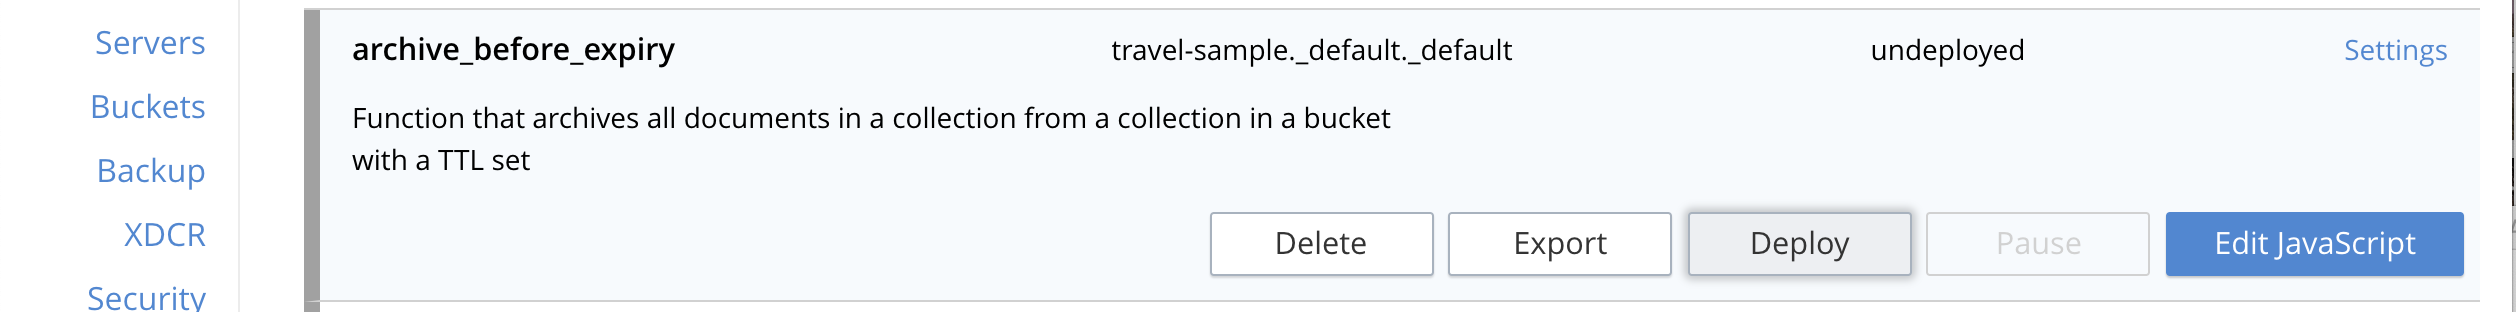 Servers
Buckets
Backup
XDCR
Security
archive_before_expiry travel-sample._default._default undeployed Settings
Function that archives all documents in a collection from a collection in a bucket
with a TTL set
Delete Export Deploy Pause Edit JavaScript